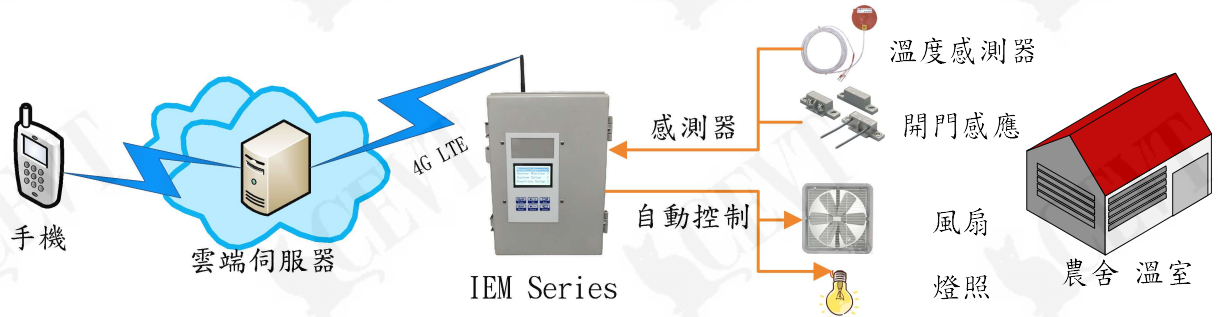 手機
雲端伺服器
4G LTE
IEM Series
感測器
自動控制
溫度感測器
開門感應
風扇
燈照
農舍 溫室